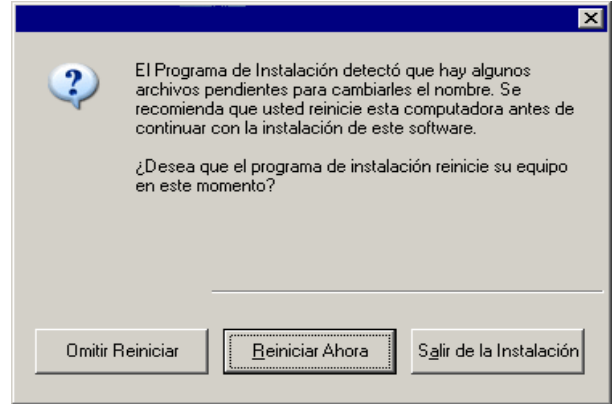 El Programa de Instalación detectó que hay algunos
archivos pendientes para cambiarles el nombre. Se
recomienda que usted reinicie esta computadora antes de
continuar con la instalación de este software.
¿Desea que el programa de instalación reinicie su equipo
en este momento?
Omitir Reiniciar
Reiniciar Ahora
Salir de la Instalación